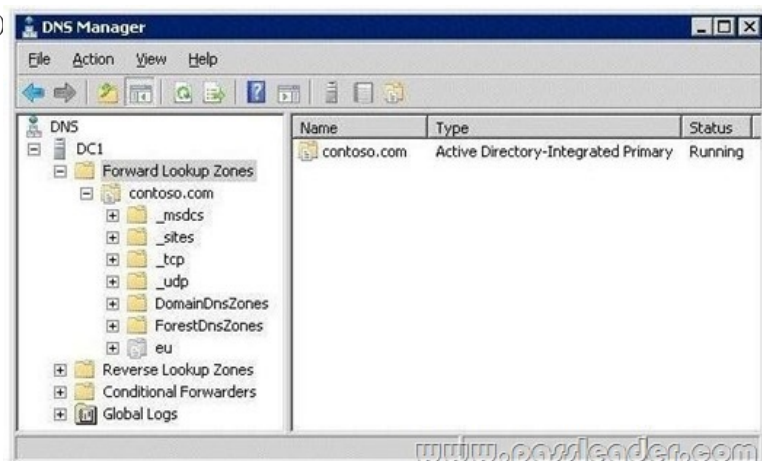 DNS Manager
File Action View Help
DNS
DC1
Forward Lookup Zones
contoso.com
_msdcs
_sites
_tcp
_udp
DomainDnsZones
ForestDnsZones
eu
Reverse Lookup Zones
Conditional Forwarders
Global Logs
Name Type Status
contoso.com Active Directory-Integrated Primary Running
www.passleader.com